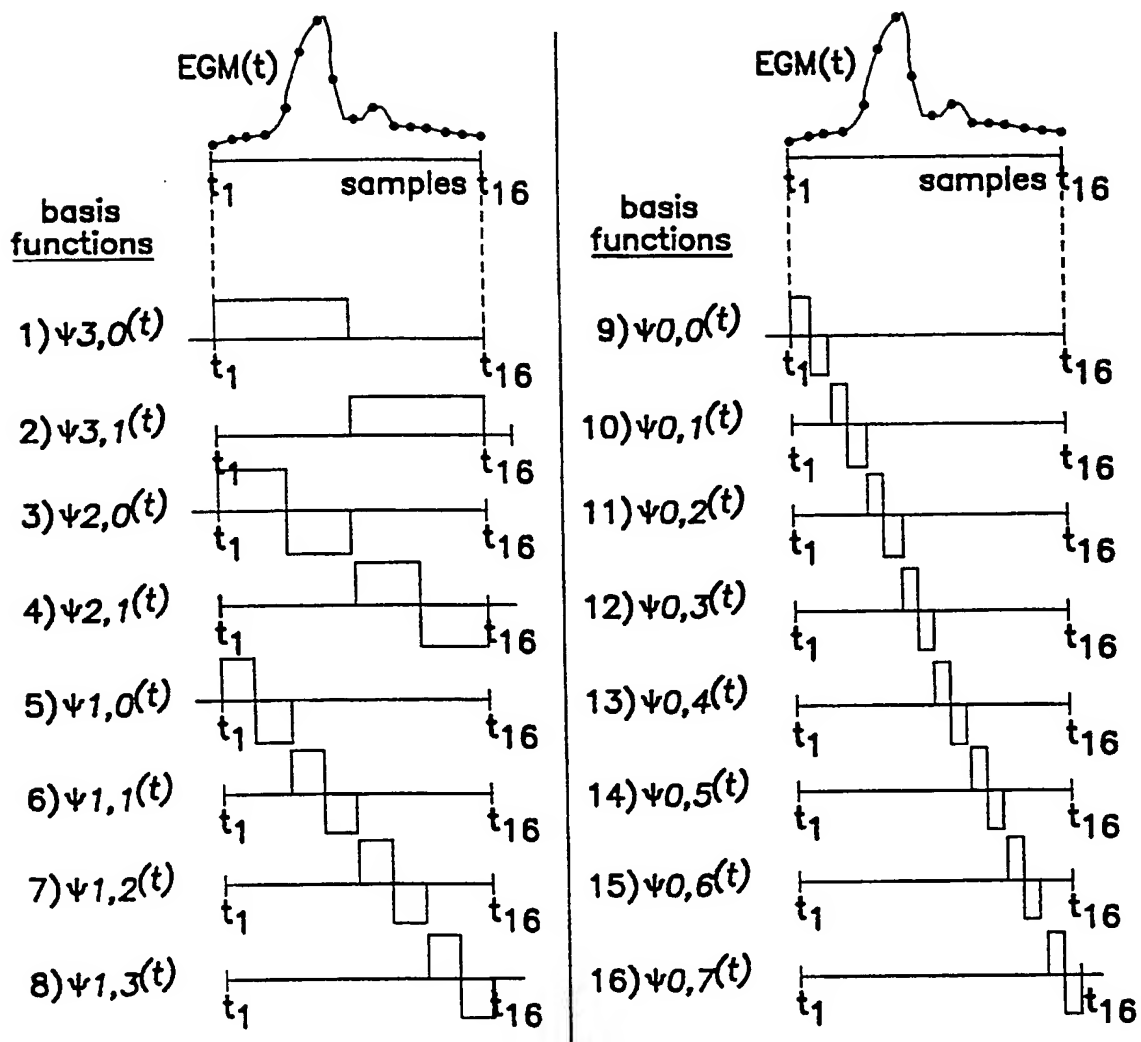 EGM(t)
t1 samples t16
basis
functions
1) ψ3,0(t)
t1 t16
2) ψ3,1(t)
t1 t16
3) ψ2,0(t)
t1 t16
4) ψ2,1(t)
t1 t16
5) ψ1,0(t)
t1 t16
6) ψ1,1(t)
t1 t16
7) ψ1,2(t)
t1 t16
8) ψ1,3(t)
t1 t16
EGM(t)
t1 samples t16
basis
functions
9) ψ0,0(t)
t1 t16
10) ψ0,1(t)
t1 t16
11) ψ0,2(t)
t1 t16
12) ψ0,3(t)
t1 t16
13) ψ0,4(t)
t1 t16
14) ψ0,5(t)
t1 t16
15) ψ0,6(t)
t1 t16
16) ψ0,7(t)
t1 t16